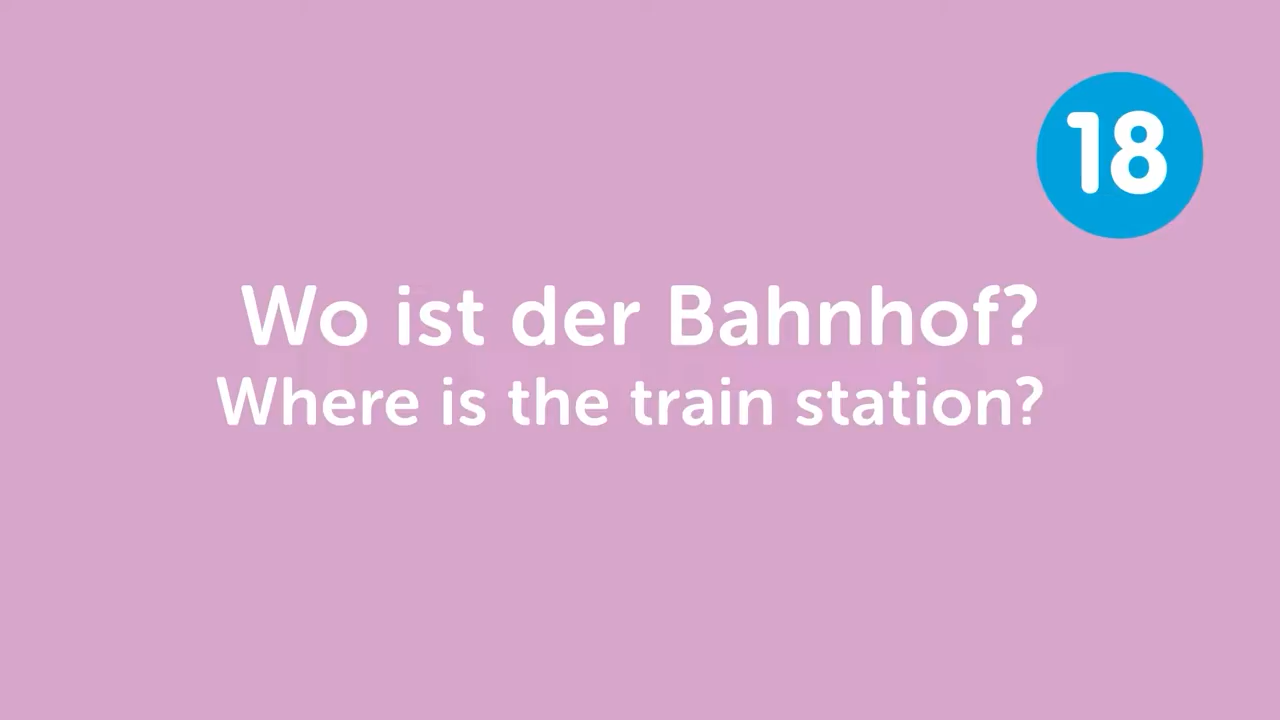 18
Wo ist der Bahnhof?
Where is the train station?